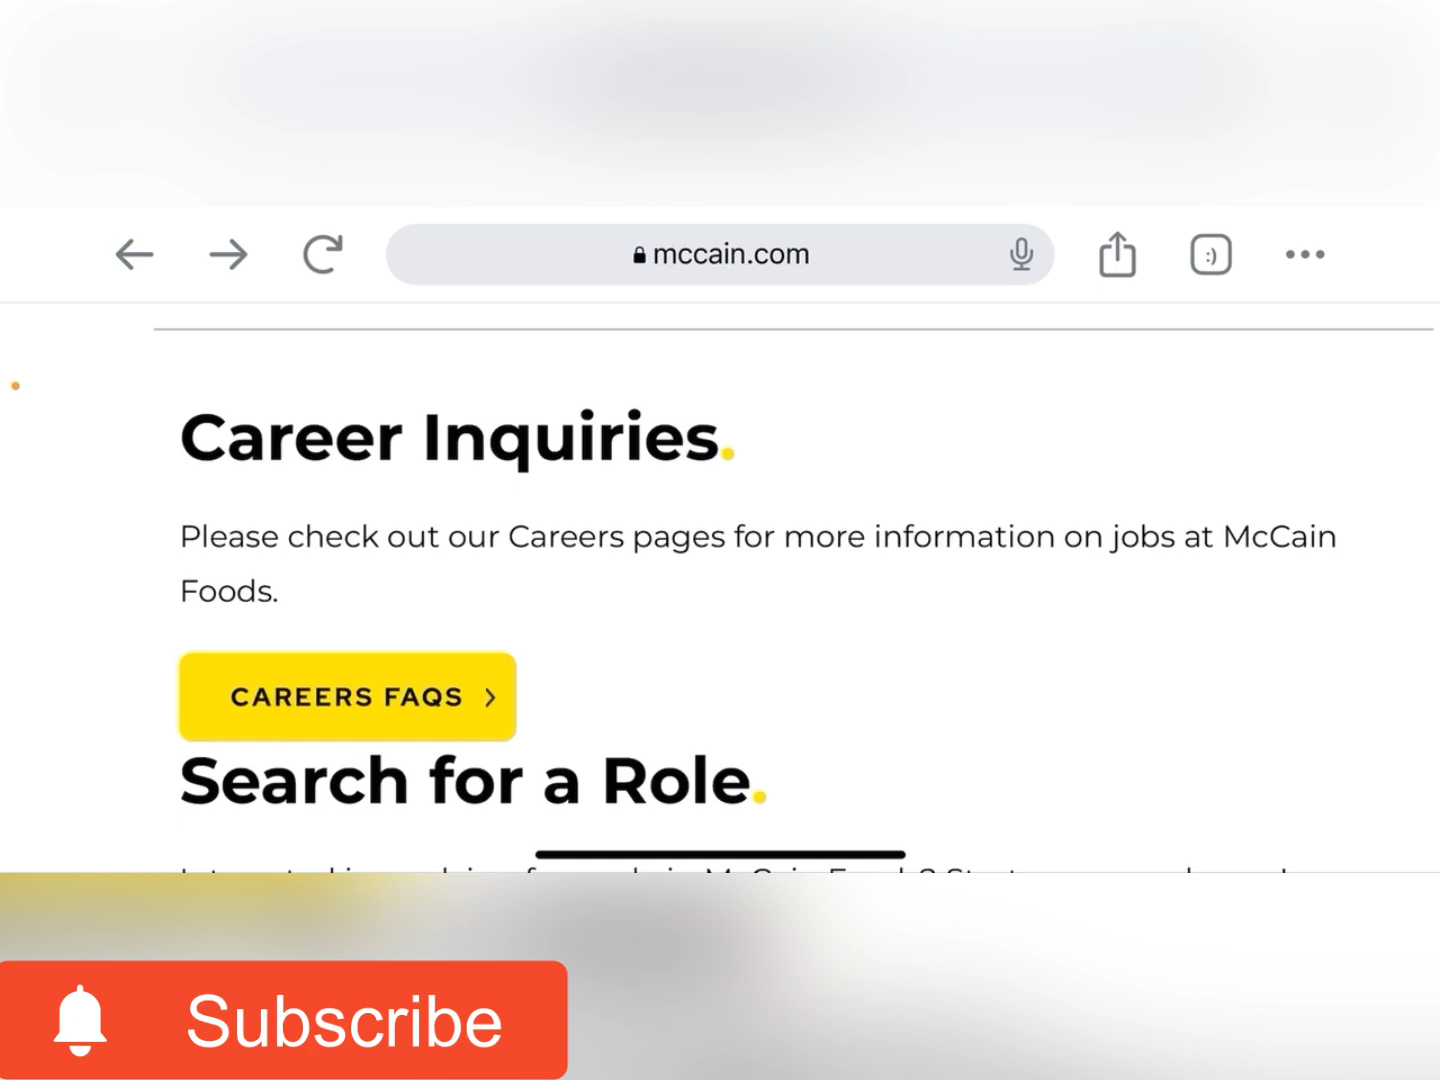 mccain.com
:)
Career Inquiries.
Please check out our Careers pages for more information on jobs at McCain
Foods.
CAREERS FAQS
Search for a Role.
Subscribe